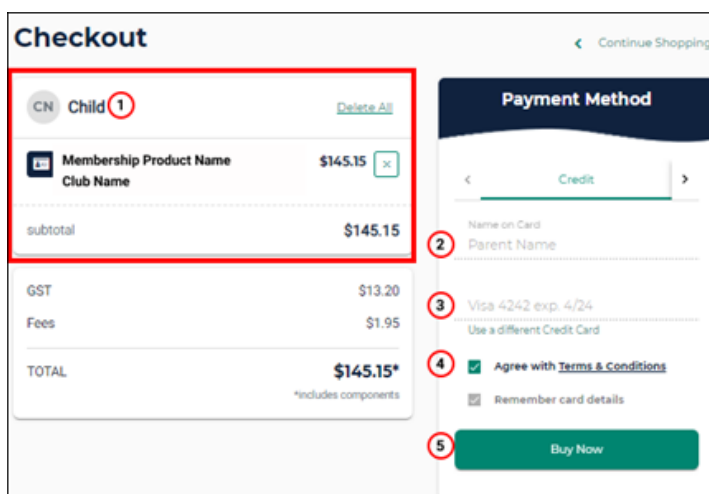 Checkout
Continue Shopping
CN Child 1
Delete All
Membership Product Name $145.15 ×
Club Name
subtotal $145.15
GST $13.20
Fees $1.95
TOTAL $145.15*
*includes components
Payment Method
Credit
Name on Card
2 Parent Name
3 Visa 4242 exp. 4/24
Use a different Credit Card
4 Agree with Terms & Conditions
Remember card details
5 Buy Now